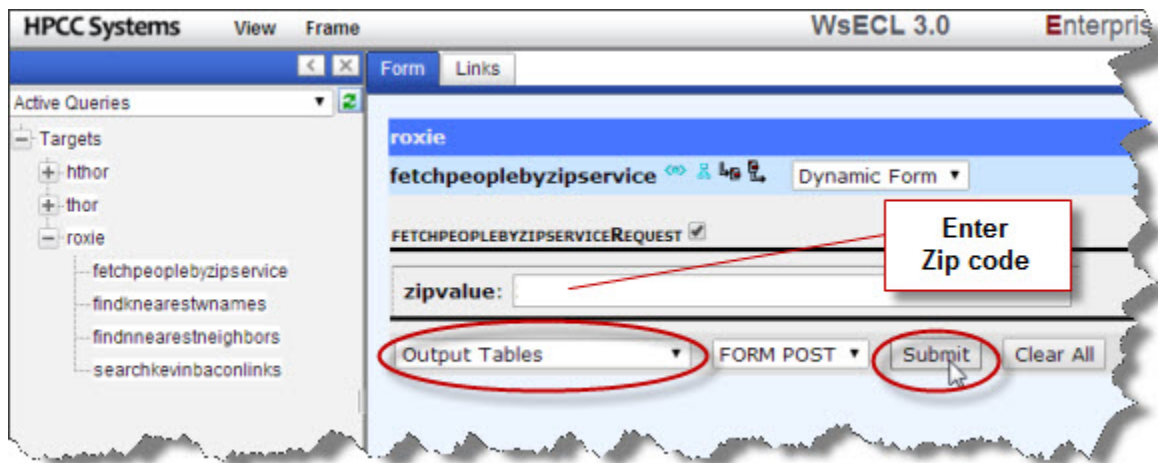 HPCC Systems View Frame WsECL 3.0 Enterpris
Form Links
Active Queries
Targets
hthor
thor
roxie
fetchpeoplebyzipservice
findknearestwnames
findnnearestneighbors
searchkevinbaconlinks
roxie
fetchpeoplebyzipservice Dynamic Form
FETCHPEOPLEBYZIPSERVICEREQUEST
Enter
Zip code
zipvalue:
Output Tables FORM POST Submit Clear All